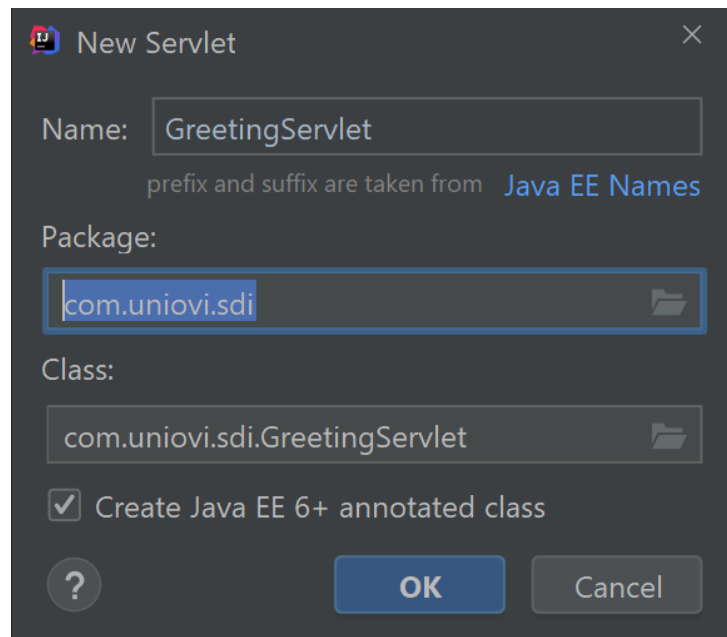 New Servlet
Name: GreetingServlet
prefix and suffix are taken from Java EE Names
Package:
com.uniovi.sdi
Class:
com.uniovi.sdi.GreetingServlet
Create Java EE 6+ annotated class
? OK Cancel